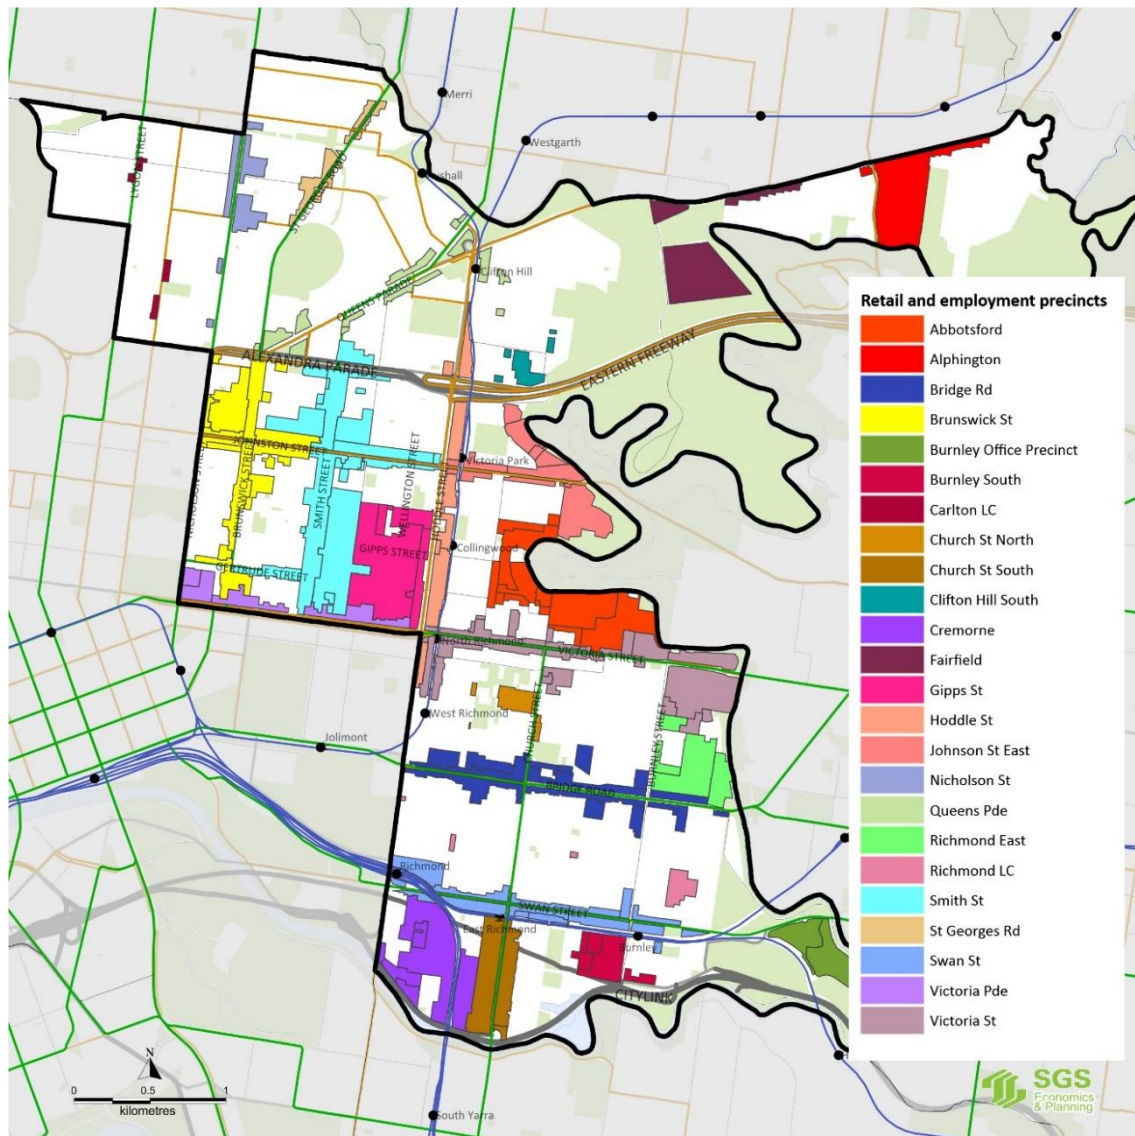 Merri
Westgarth
Rushall
LYGON STREET
ST GEORGES ROAD
Clifton Hill
QUEENS PARADE
ALEXANDRA PARADE
EASTERN FREEWAY
JOHNSTON STREET
Victoria Park
NICHOLSON STREET
BRUNSWICK STREET
SMITH STREET
WELLINGTON STREET
HODDLE STREET
GIPPS STREET
Collingwood
GERTRUDE STREET
North Richmond
VICTORIA STREET
West Richmond
Jolimont
CHURCH STREET
BURNLEY STREET
BRIDGE ROAD
Richmond
SWAN STREET
East Richmond
Burnley
CITYLINK
South Yarra
Retail and employment precincts
Abbotsford
Alphington
Bridge Rd
Brunswick St
Burnley Office Precinct
Burnley South
Carlton LC
Church St North
Church St South
Clifton Hill South
Cremorne
Fairfield
Gipps St
Hoddle St
Johnson St East
Nicholson St
Queens Pde
Richmond East
Richmond LC
Smith St
St Georges Rd
Swan St
Victoria Pde
Victoria St
N
0 0.5 1
kilometres
SGS
Economics
& Planning